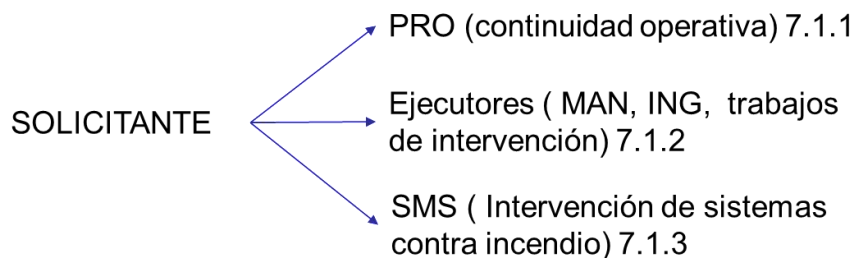 PRO (continuidad operativa) 7.1.1
SOLICITANTE
Ejecutores ( MAN, ING, trabajos
de intervención) 7.1.2
SMS ( Intervención de sistemas
contra incendio) 7.1.3